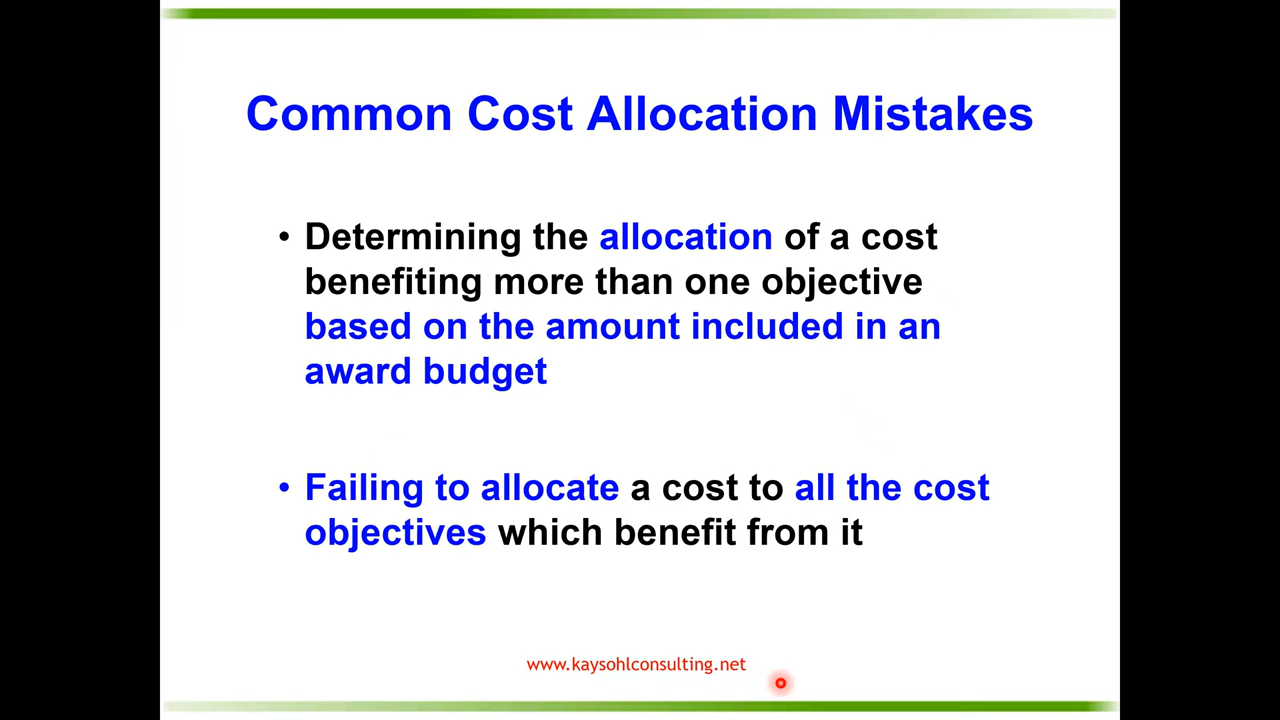 Common Cost Allocation Mistakes
• Determining the allocation of a cost
benefiting more than one objective
based on the amount included in an
award budget
• Failing to allocate a cost to all the cost
objectives which benefit from it
www.kaysohlconsulting.net